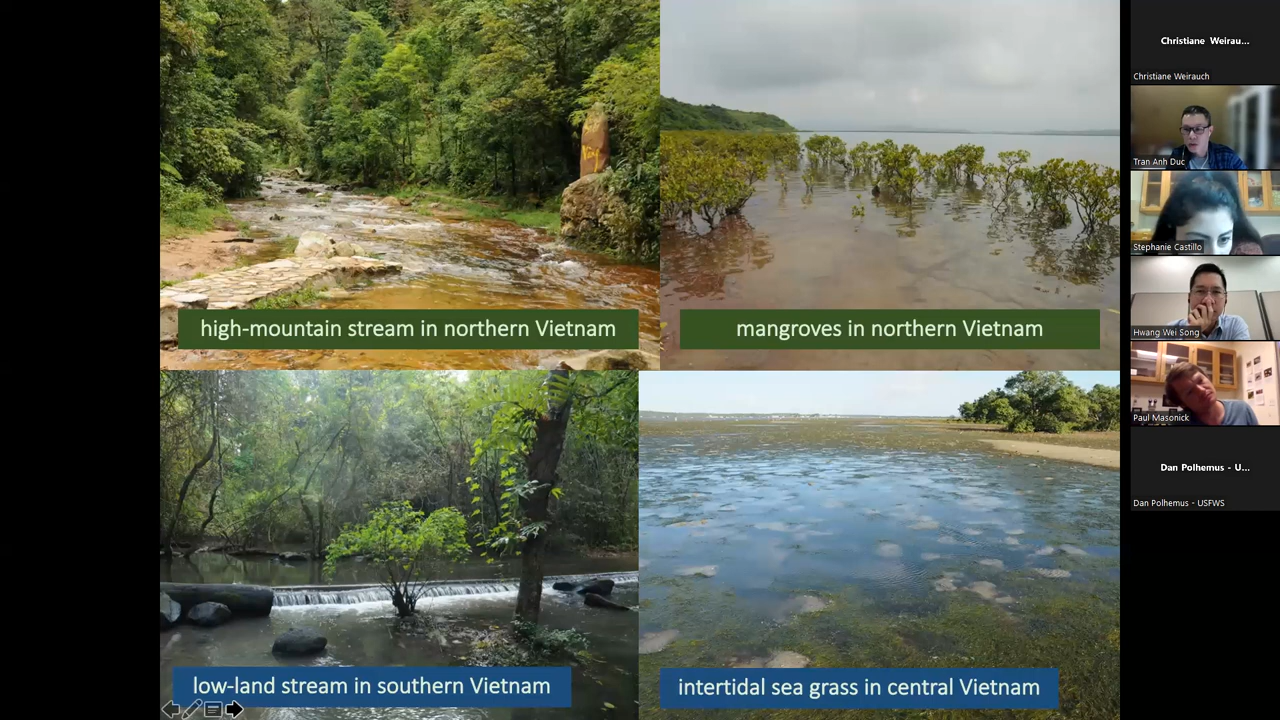 high-mountain stream in northern Vietnam
mangroves in northern Vietnam
low-land stream in southern Vietnam
intertidal sea grass in central Vietnam
Christiane Weirau...
Christiane Weirauch
Tran Anh Duc
Stephanie Castillo
Hwang Wei Song
Paul Masonick
Dan Polhemus - U...
Dan Polhemus - USFWS